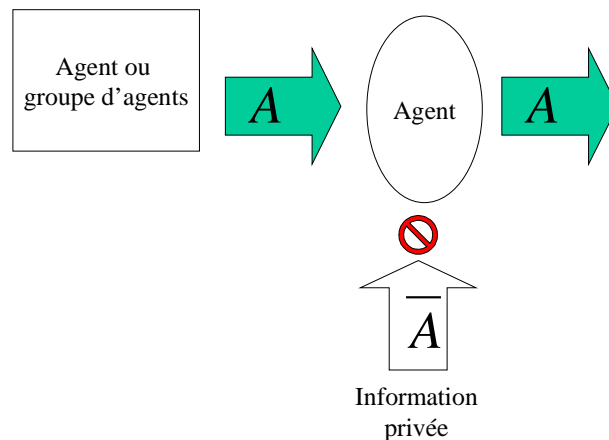 Agent ou
groupe d'agents
A
Agent
A
A̅
Information
privée